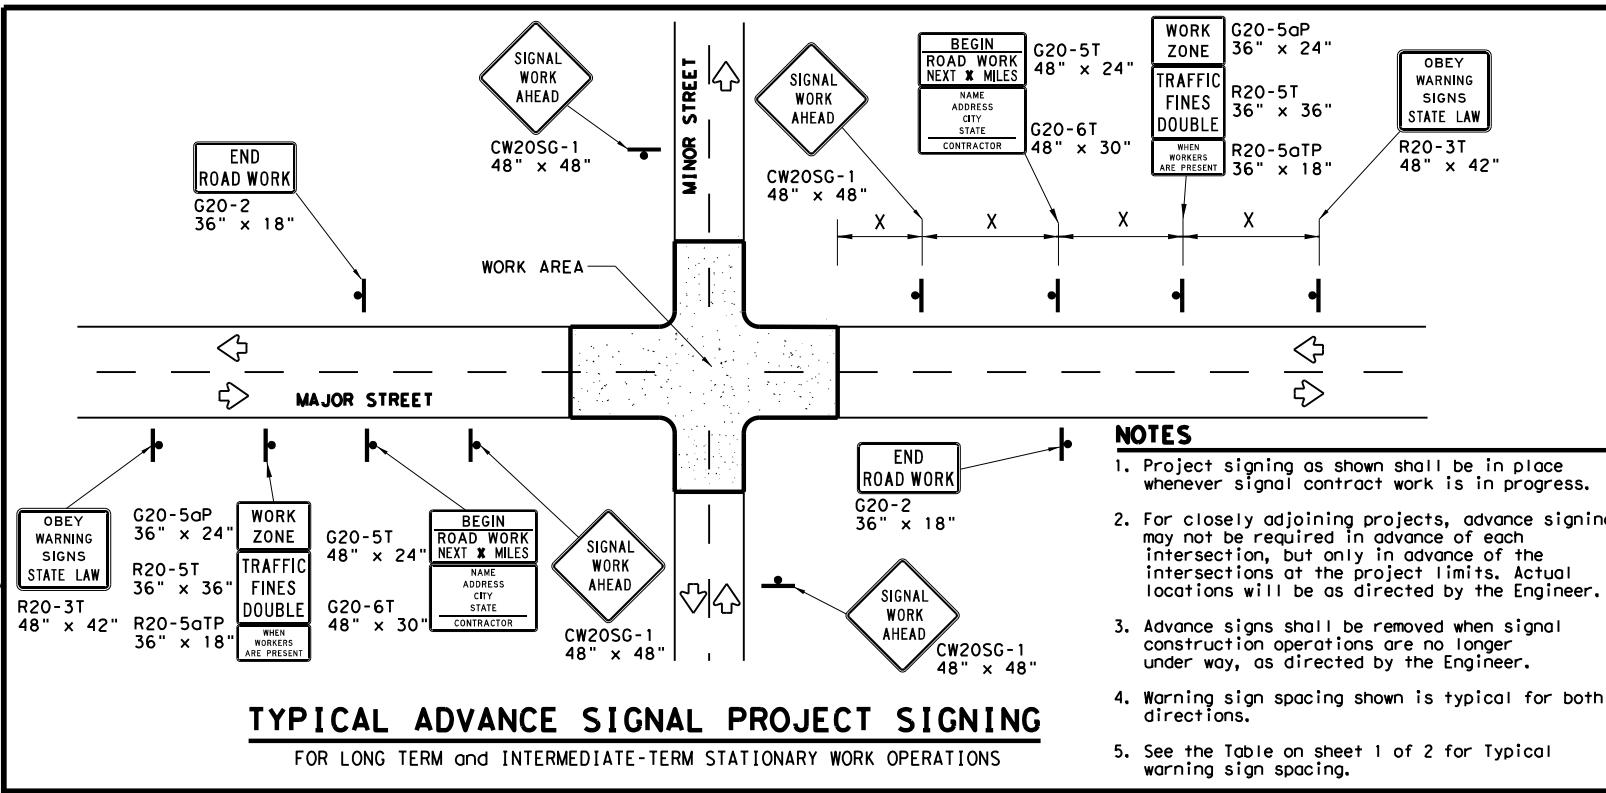 SIGNAL
WORK
AHEAD
CW20SG-1
48" x 48"
END
ROAD WORK
G20-2
36" x 18"
MINOR STREET
SIGNAL
WORK
AHEAD
CW20SG-1
48" x 48"
BEGIN
ROAD WORK
NEXT X MILES
NAME
ADDRESS
CITY
STATE
CONTRACTOR
G20-5T
48" x 24"
G20-6T
48" x 30"
WORK
ZONE
TRAFFIC
FINES
DOUBLE
WHEN
WORKERS
ARE PRESENT
G20-5aP
36" x 24"
R20-5T
36" x 36"
R20-5aTP
36" x 18"
OBEY
WARNING
SIGNS
STATE LAW
R20-3T
48" x 42"
X
X
X
X
WORK AREA
MAJOR STREET
OBEY
WARNING
SIGNS
STATE LAW
R20-3T
48" x 42"
G20-5aP
36" x 24"
R20-5T
36" x 36"
R20-5aTP
36" x 18"
WORK
ZONE
TRAFFIC
FINES
DOUBLE
WHEN
WORKERS
ARE PRESENT
G20-5T
48" x 24"
G20-6T
48" x 30"
BEGIN
ROAD WORK
NEXT X MILES
NAME
ADDRESS
CITY
STATE
CONTRACTOR
SIGNAL
WORK
AHEAD
CW20SG-1
48" x 48"
END
ROAD WORK
G20-2
36" x 18"
SIGNAL
WORK
AHEAD
CW20SG-1
48" x 48"
TYPICAL ADVANCE SIGNAL PROJECT SIGNING
FOR LONG TERM and INTERMEDIATE-TERM STATIONARY WORK OPERATIONS
NOTES
1. Project signing as shown shall be in place
whenever signal contract work is in progress.
2. For closely adjoining projects, advance signing
may not be required in advance of each
intersection, but only in advance of the
intersections at the project limits. Actual
locations will be as directed by the Engineer.
3. Advance signs shall be removed when signal
construction operations are no longer
under way, as directed by the Engineer.
4. Warning sign spacing shown is typical for both
directions.
5. See the Table on sheet 1 of 2 for Typical
warning sign spacing.